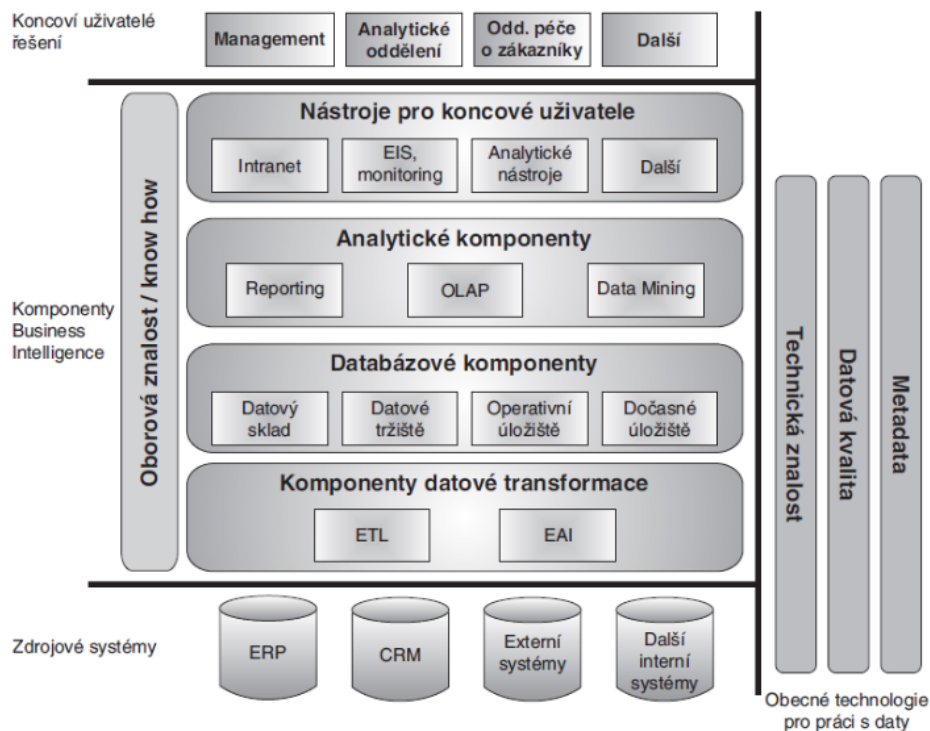 Koncoví uživatelé
řešení
Management
Analytické
oddělení
Odd. péče
o zákazníky
Další
Nástroje pro koncové uživatele
Intranet
EIS,
monitoring
Analytické
nástroje
Další
Analytické komponenty
Reporting
OLAP
Data Mining
Komponenty
Business
Intelligence
Oborová znalost / know how
Databázové komponenty
Datový
sklad
Datové
tržiště
Operativní
úložiště
Dočasné
úložiště
Komponenty datové transformace
ETL
EAI
Zdrojové systémy
ERP
CRM
Externí
systémy
Další
interní
systémy
Technická znalost
Datová kvalita
Metadata
Obecné technologie
pro práci s daty